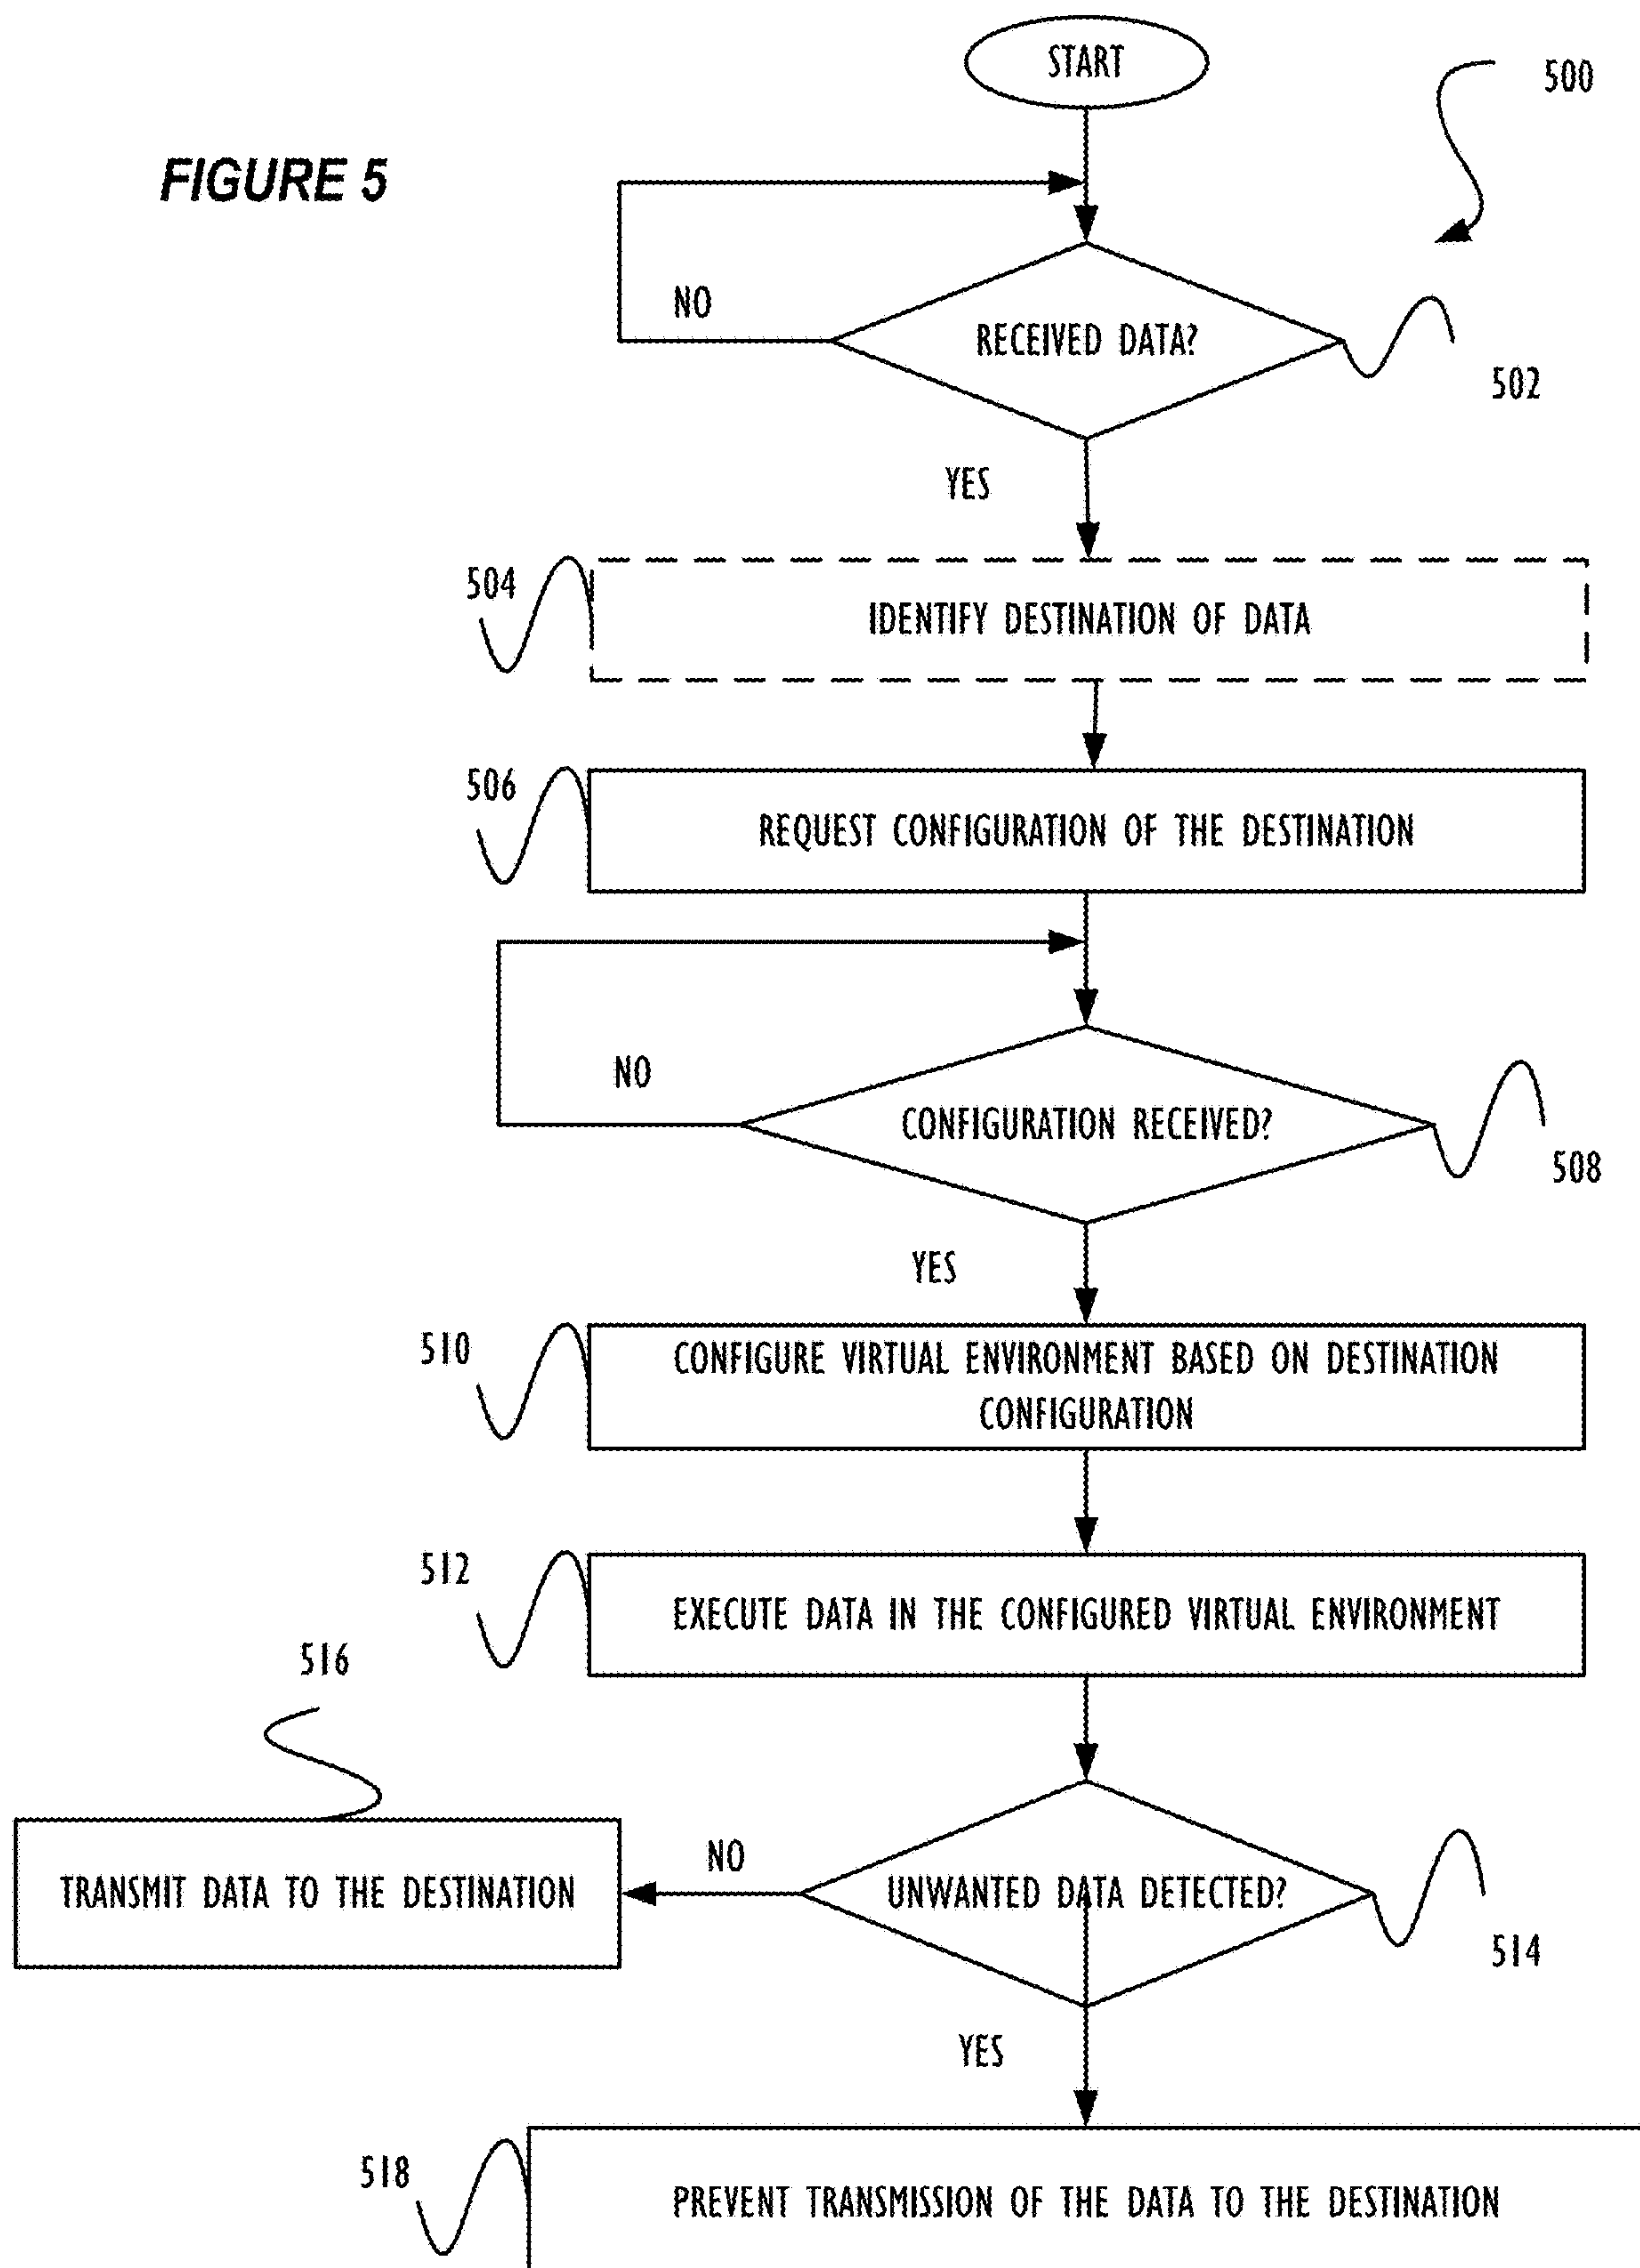 START
500
FIGURE 5
NO
RECEIVED DATA?
502
YES
504
IDENTIFY DESTINATION OF DATA
506
REQUEST CONFIGURATION OF THE DESTINATION
NO
CONFIGURATION RECEIVED?
508
YES
510
CONFIGURE VIRTUAL ENVIRONMENT BASED ON DESTINATION
CONFIGURATION
512
EXECUTE DATA IN THE CONFIGURED VIRTUAL ENVIRONMENT
516
NO
TRANSMIT DATA TO THE DESTINATION
UNWANTED DATA DETECTED?
514
YES
518
PREVENT TRANSMISSION OF THE DATA TO THE DESTINATION